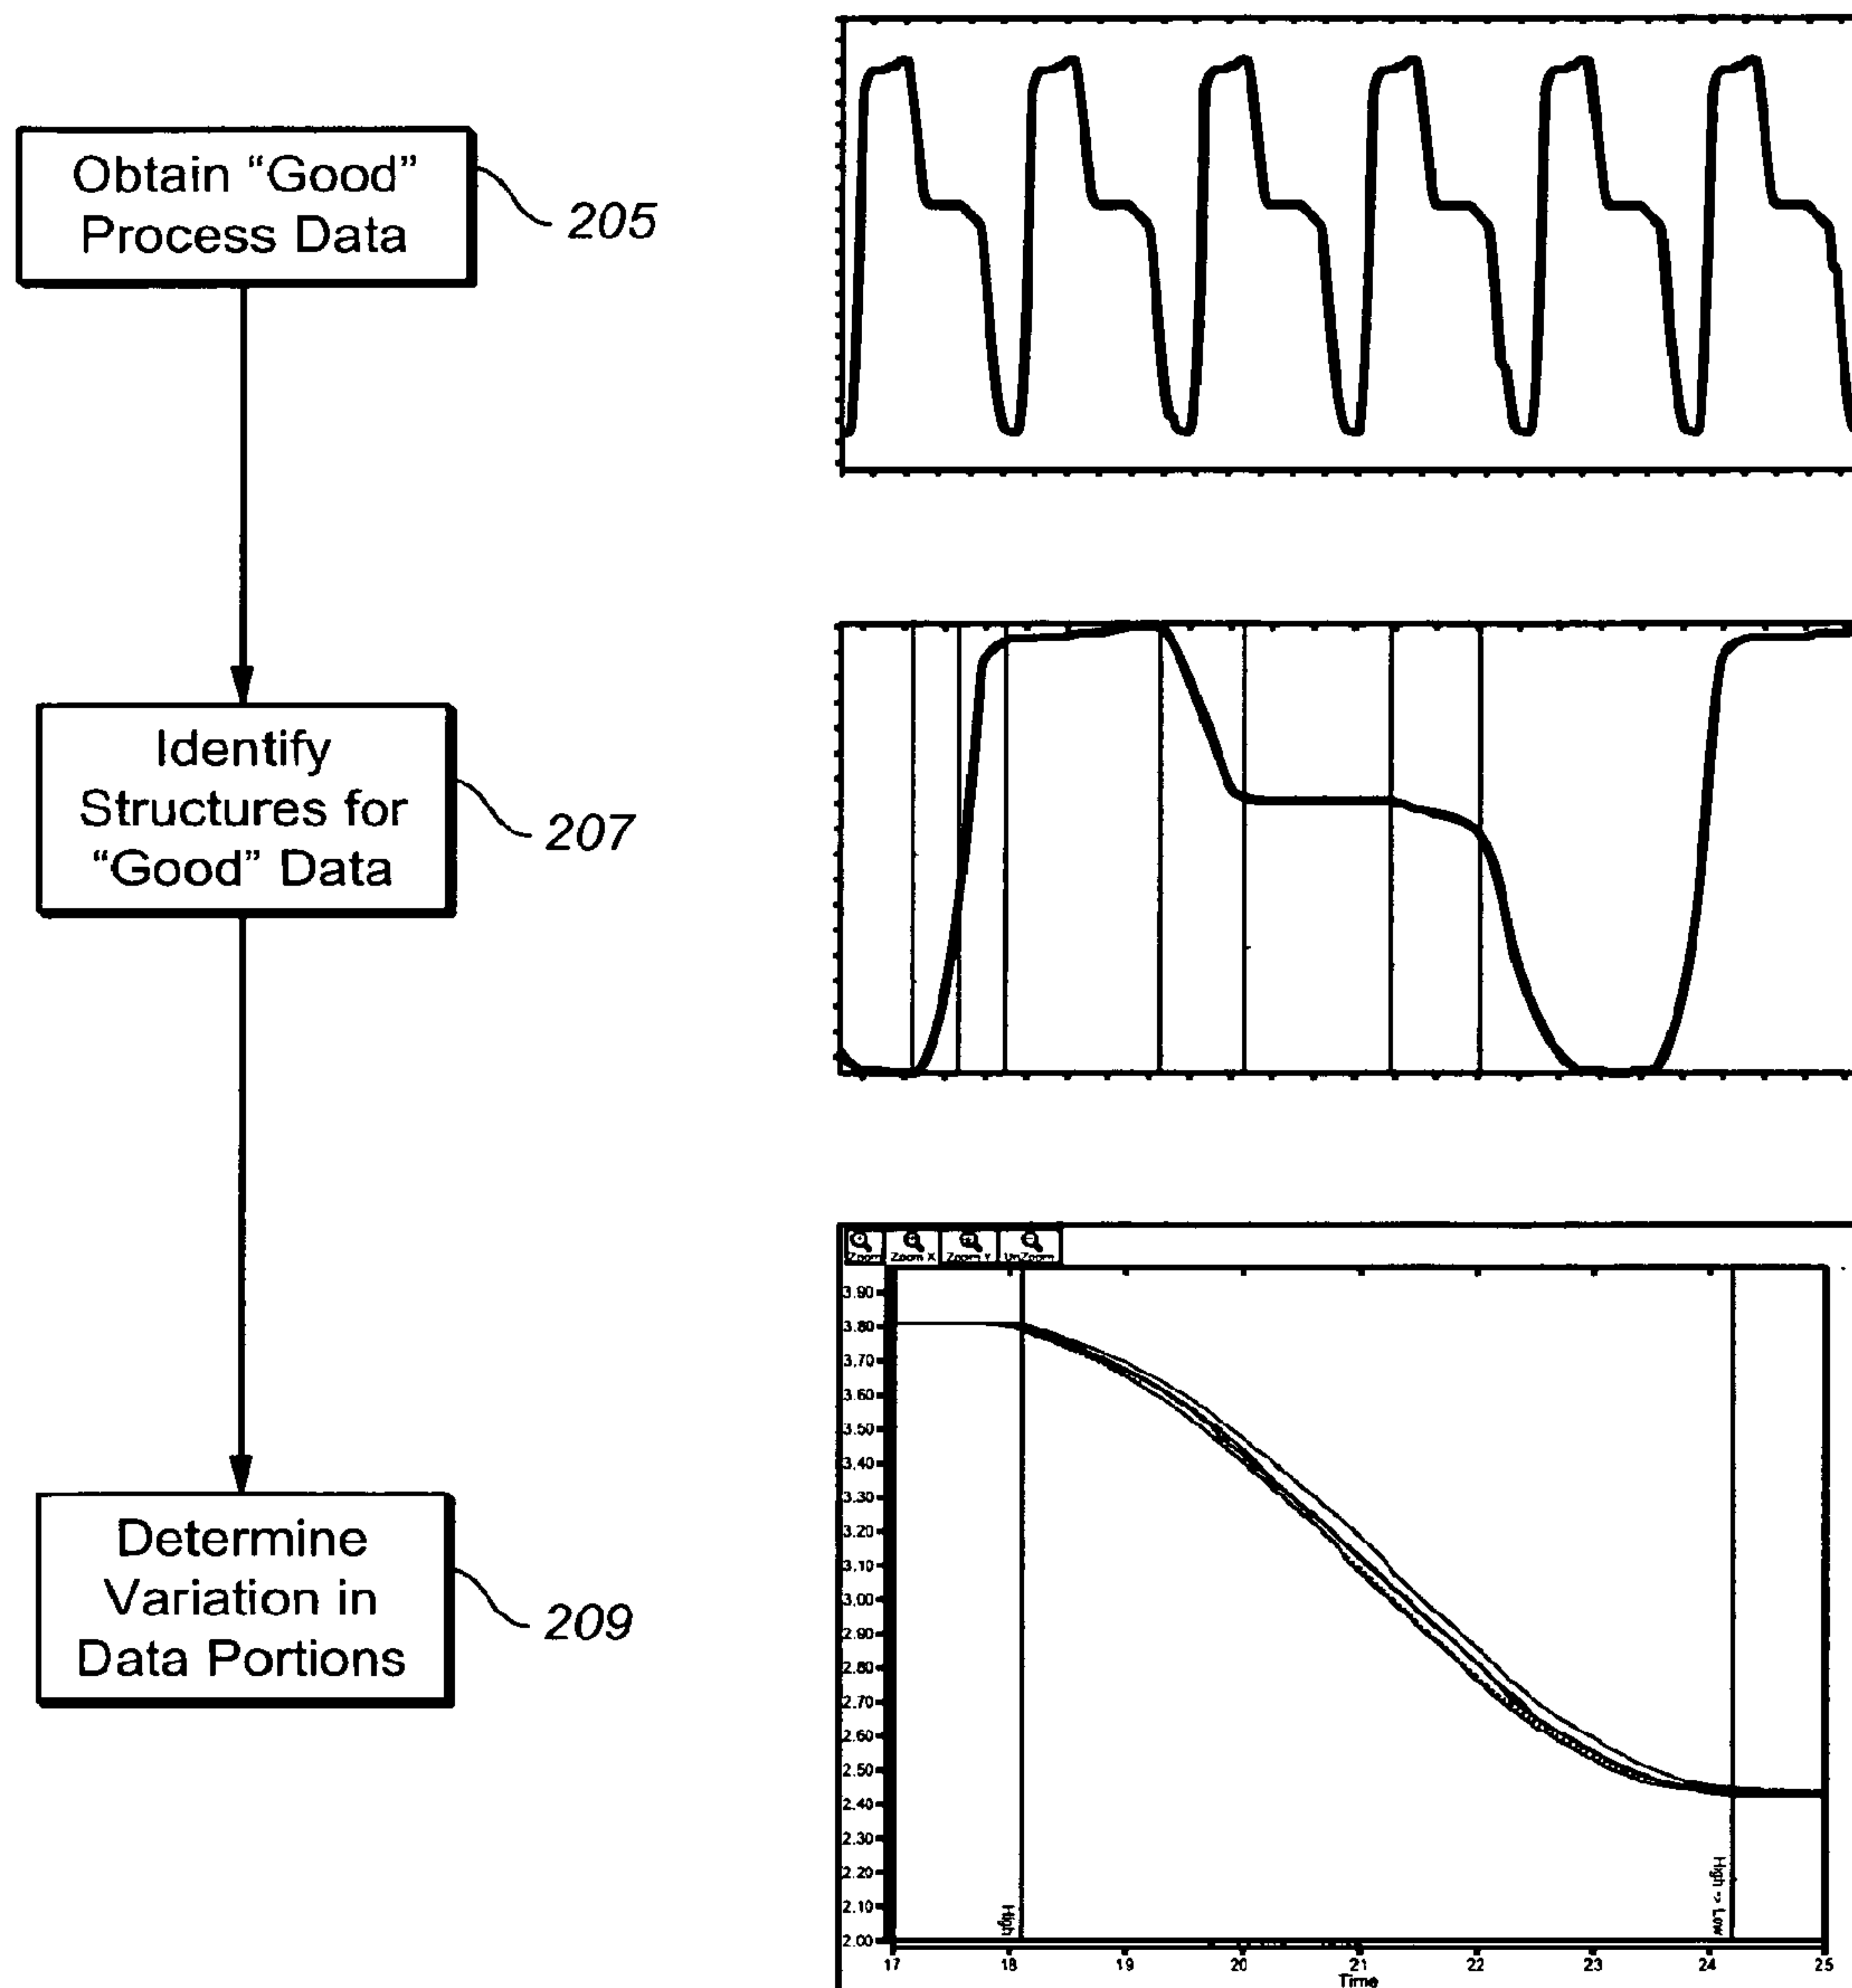 Obtain “Good”
Process Data
205
Identify
Structures for
“Good” Data
207
Determine
Variation in
Data Portions
209
Zoom Zoom X Zoom Y UnZoom
3.90
3.80
3.70
3.60
3.50
3.40
3.30
3.20
3.10
3.00
2.90
2.80
2.70
2.60
2.50
2.40
2.30
2.20
2.10
2.00
High
High -> Low
17 18 19 20 21 22 23 24 25
Time